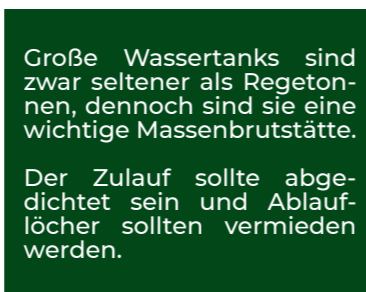 Große Wassertanks sind
zwar seltener als Regeton-
nen, dennoch sind sie eine
wichtige Massenbrutstätte.
Der Zulauf sollte abge-
dichtet sein und Ablauf-
löcher sollten vermieden
werden.